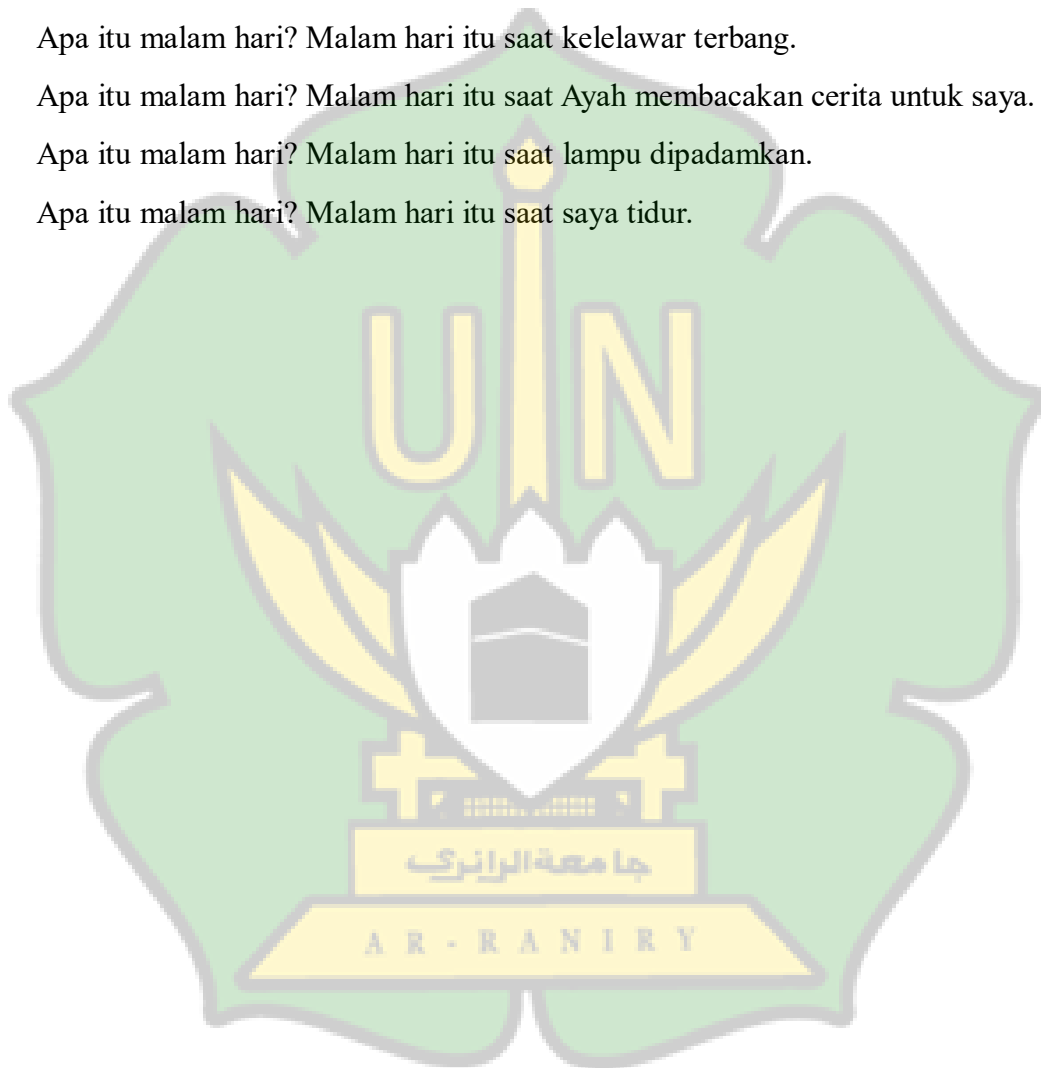 Apa itu malam hari? Malam hari itu saat kelelawar terbang.
Apa itu malam hari? Malam hari itu saat Ayah membacakan cerita untuk saya.
Apa itu malam hari? Malam hari itu saat lampu dipadamkan.
Apa itu malam hari? Malam hari itu saat saya tidur.
UIN
جامعة الرانري
AR-RANIRY